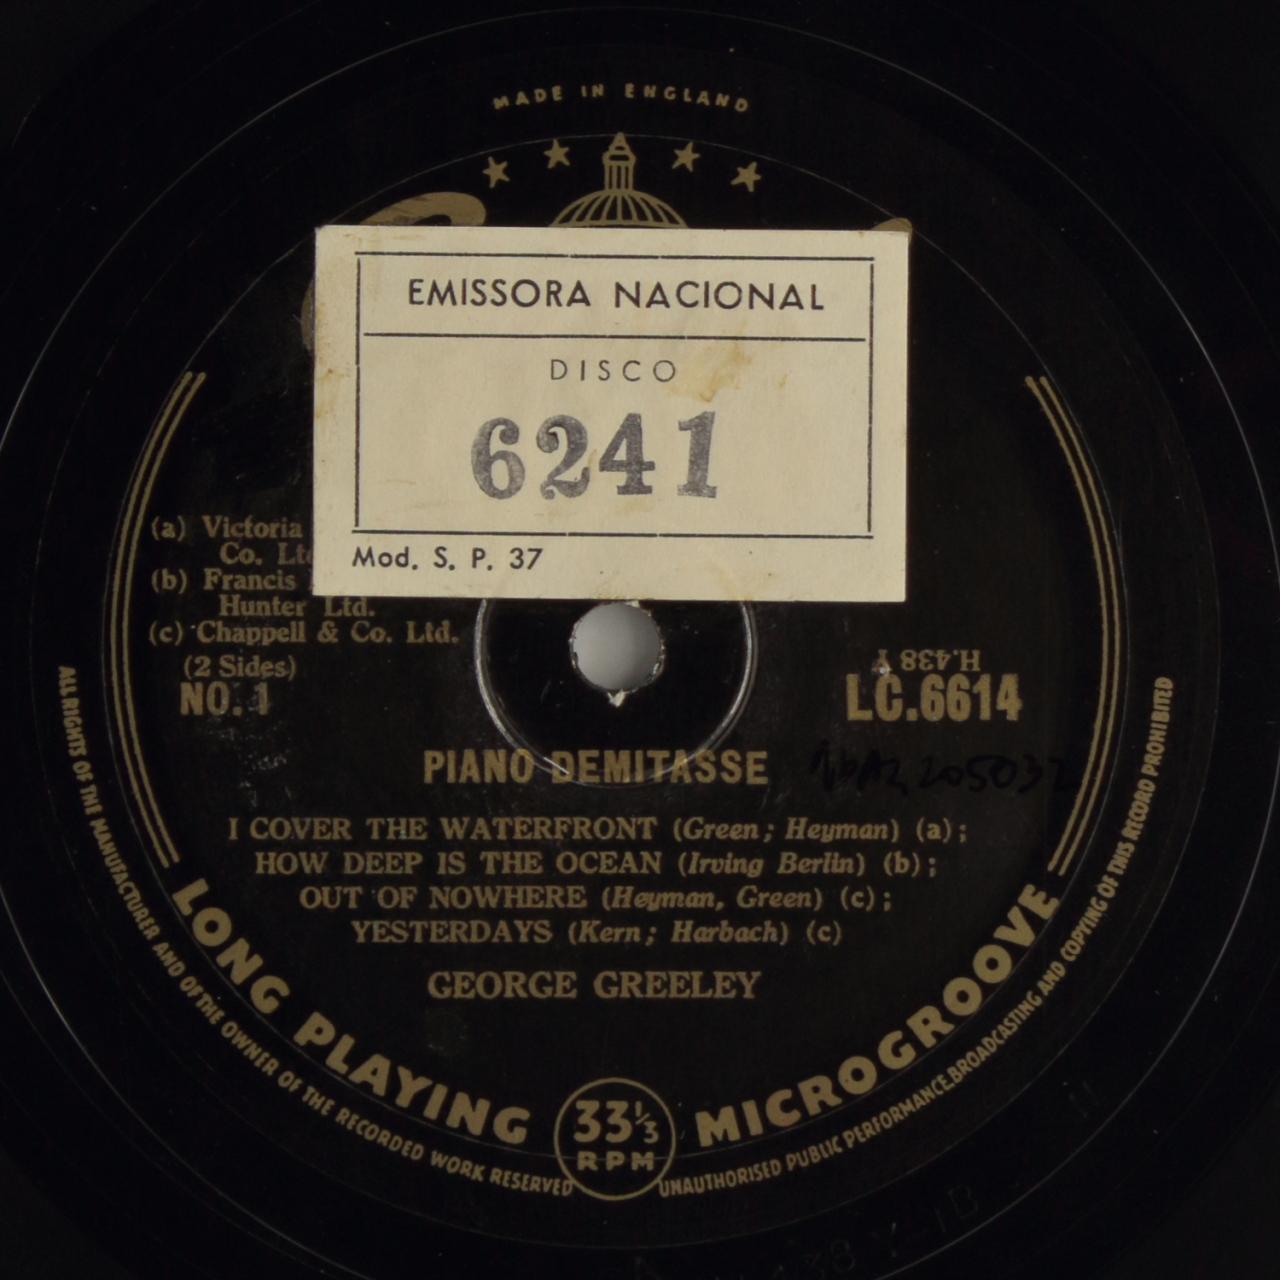 MADE IN ENGLAND
EMISSORA NACIONAL
DISCO
6241
Mod. S. P. 37
(a) Victoria
Co. Ltd
(b) Francis
Hunter Ltd.
(c) Chappell & Co. Ltd.
(2 Sides)
NO. 1
H.438 Y
LC.6614
PIANO DEMITASSE
I COVER THE WATERFRONT (Green; Heyman) (a);
HOW DEEP IS THE OCEAN (Irving Berlin) (b);
OUT OF NOWHERE (Heyman, Green) (c);
YESTERDAYS (Kern; Harbach) (c)
GEORGE GREELEY
LONG PLAYING 33⅓ RPM MICROGROOVE
ALL RIGHTS OF THE MANUFACTURER AND OF THE OWNER OF THE RECORDED WORK RESERVED UNAUTHORISED PUBLIC PERFORMANCE, BROADCASTING AND COPYING OF THIS RECORD PROHIBITED